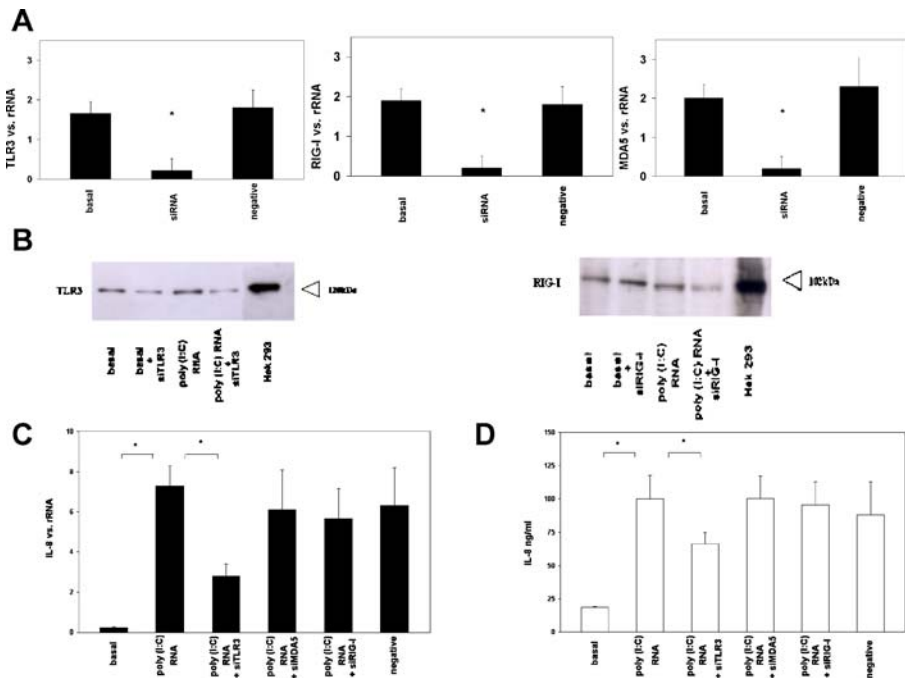 A
TLR3 vs. rRNA
3
2
1
0
basal
siRNA
negative
*
RIG-I vs. rRNA
3
2
1
0
basal
siRNA
negative
*
MDA5 vs. rRNA
3
2
1
0
basal
siRNA
negative
*
B
TLR3
basal
basal
+
siTLR3
poly (I:C)
RNA
poly (I:C) RNA
+
siTLR3
Hek 293
RIG-I
102kDa
basal
basal
+
siRIG-I
poly (I:C)
RNA
poly (I:C) RNA
+
siRIG-I
Hek 293
C
IL-8 vs. rRNA
10
8
6
4
2
0
*
*
basal
poly (I:C)
RNA
poly (I:C)
RNA
+ siTLR3
poly (I:C)
RNA
+ siMDA5
poly (I:C)
RNA
+ siRIG-I
negative
D
IL-8 ng/ml
150
125
100
75
50
25
0
*
*
basal
poly (I:C)
RNA
poly (I:C)
RNA
+ siTLR3
poly (I:C)
RNA
+ siMDA5
poly (I:C)
RNA
+ siRIG-I
negative